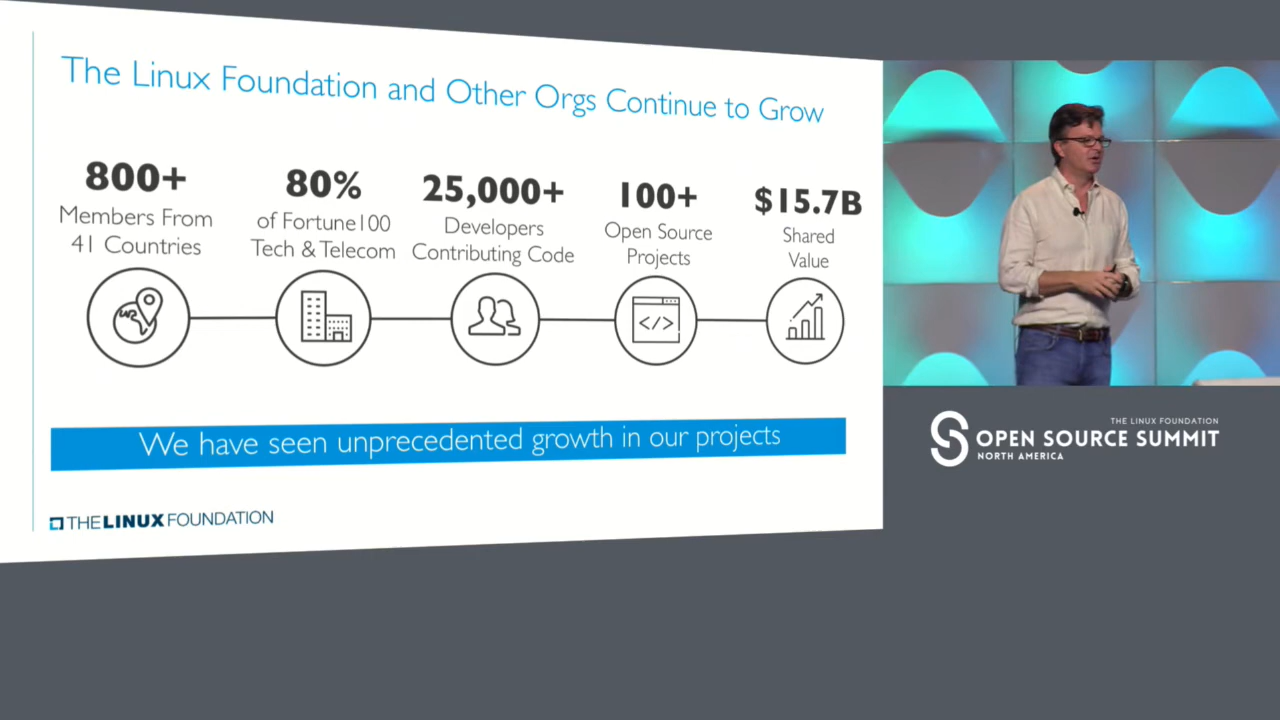 The Linux Foundation and Other Orgs Continue to Grow
800+
Members From
41 Countries
80%
of Fortune100
Tech & Telecom
25,000+
Developers
Contributing Code
100+
Open Source
Projects
$15.7B
Shared
Value
</>
We have seen unprecedented growth in our projects
THE LINUX FOUNDATION
THE LINUX FOUNDATION
OPEN SOURCE SUMMIT
NORTH AMERICA